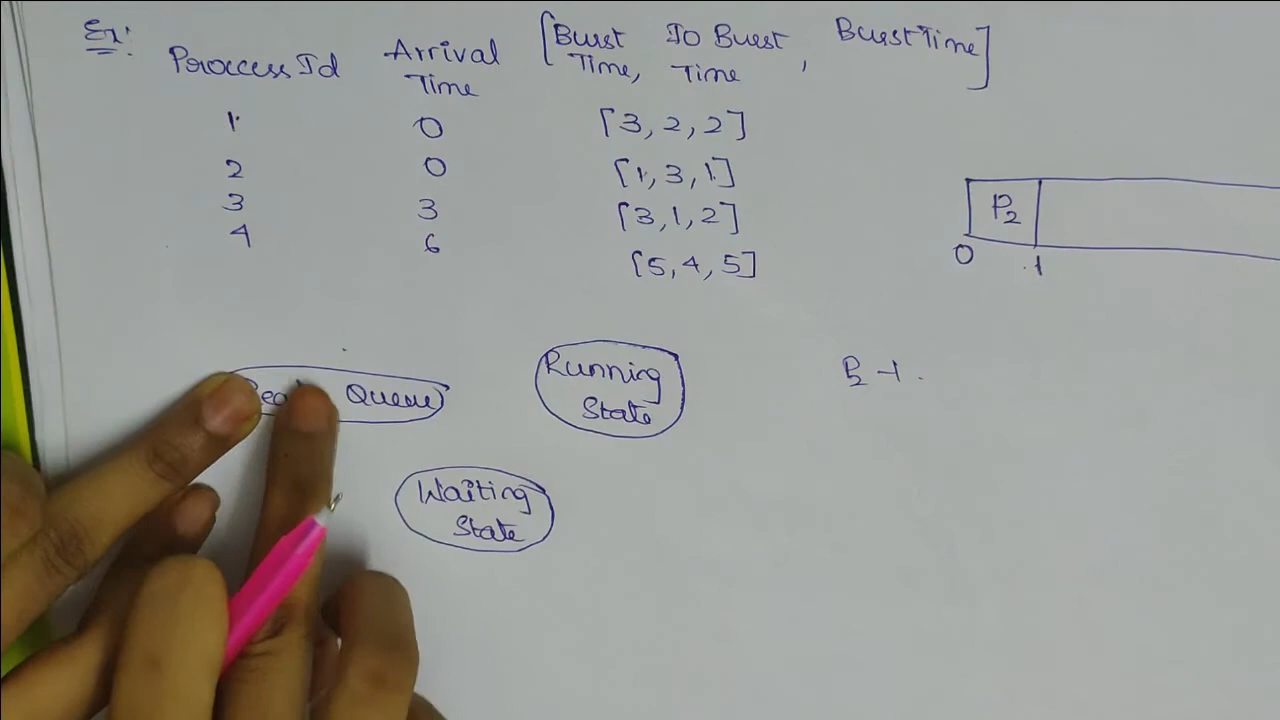 Ex:
Process Id Arrival Time [Burst Time, IO Burst Time, Burst Time]
1 0 [3, 2, 2]
2 0 [1, 3, 1]
3 3 [3, 1, 2]
4 6 [5, 4, 5]
P2
0 1
Queue
Running State
P2 - 1
Waiting State